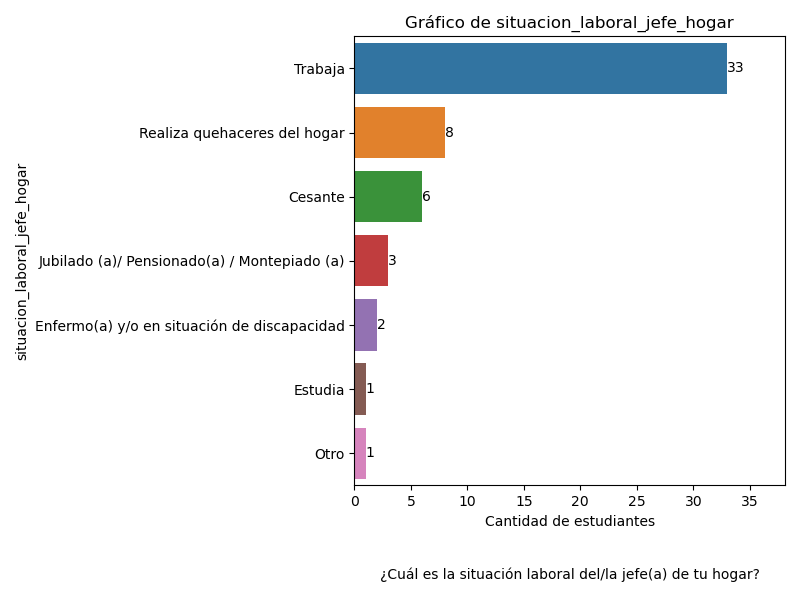 Gráfico de situacion_laboral_jefe_hogar
situacion_laboral_jefe_hogar
Trabaja
33
Realiza quehaceres del hogar
8
Cesante
6
Jubilado (a)/ Pensionado(a) / Montepiado (a)
3
Enfermo(a) y/o en situación de discapacidad
2
Estudia
1
Otro
1
0 5 10 15 20 25 30 35
Cantidad de estudiantes
¿Cuál es la situación laboral del/la jefe(a) de tu hogar?